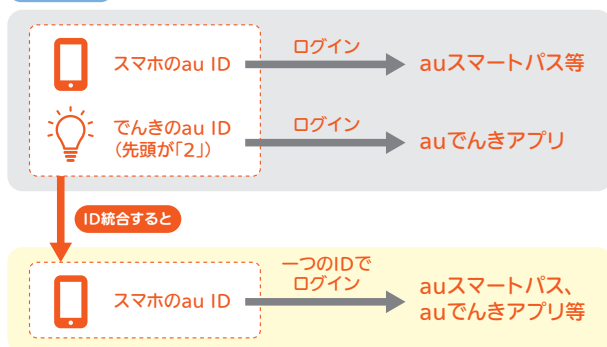 スマホのau ID
ログイン
auスマートパス等
でんきのau ID
(先頭が「2」)
ログイン
auでんきアプリ
ID統合すると
スマホのau ID
一つのIDで
ログイン
auスマートパス、
auでんきアプリ等